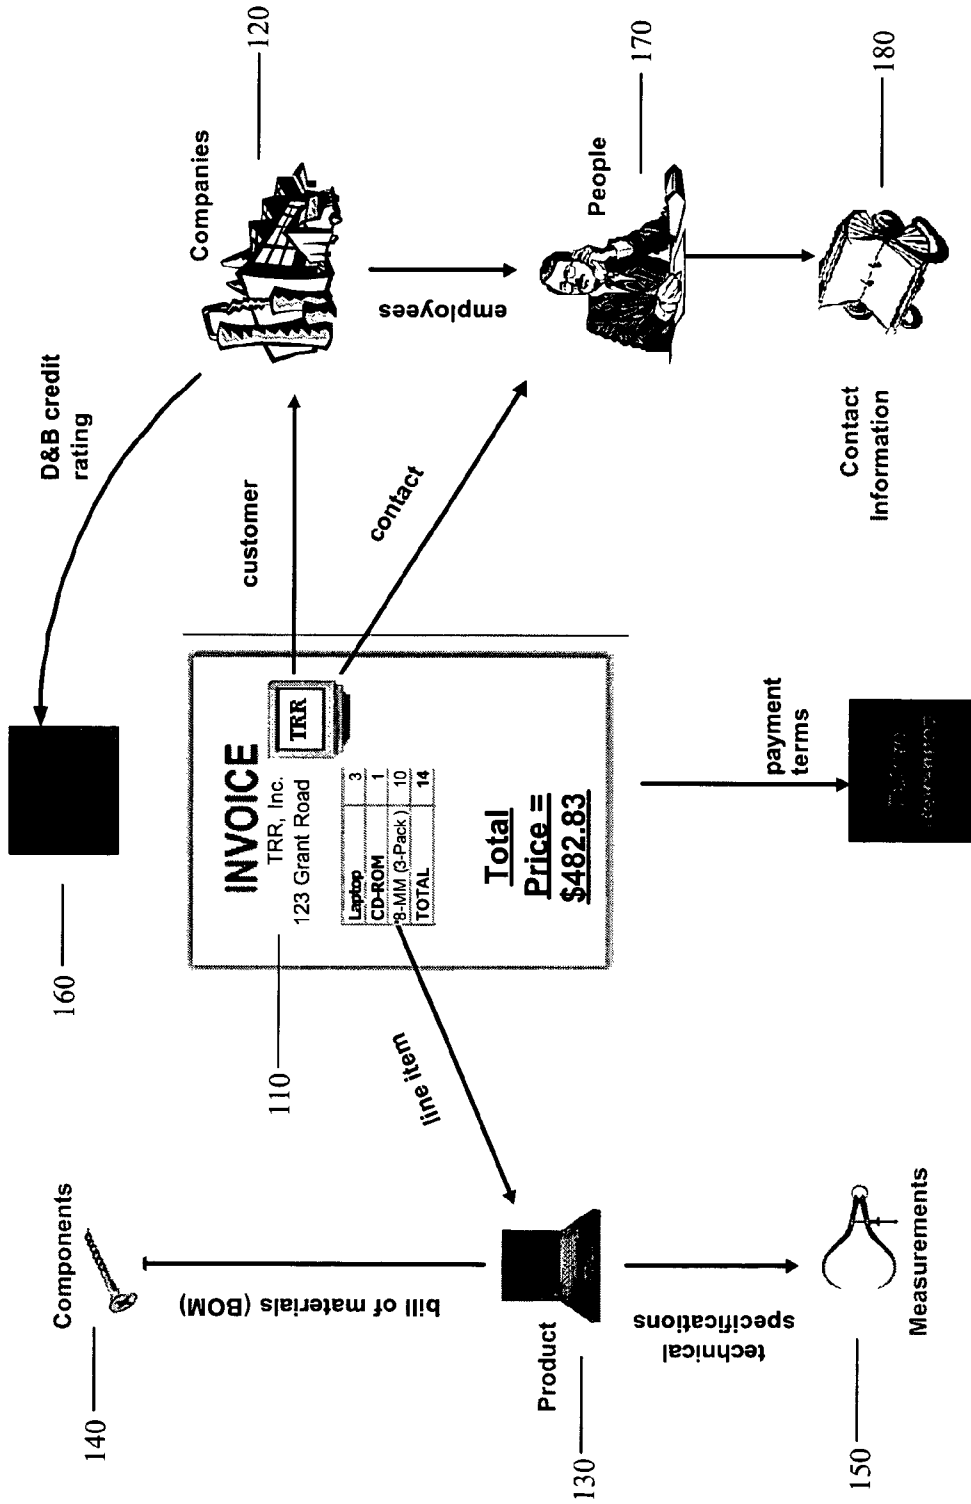 140
Components
bill of materials (BOM)
130
Product
technical
specifications
150
Measurements
160
110
INVOICE
TRR, Inc.
123 Grant Road
TRR
Laptop 3
CD-ROM 1
8-MM (3-Pack ) 10
TOTAL 14
Total
Price =
$482.83
line item
payment
terms
D&B credit
rating
customer
contact
Companies
120
employees
People
170
Contact
Information
180